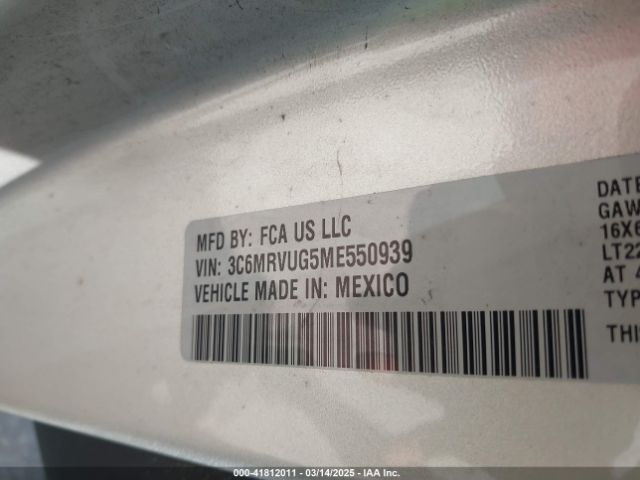 MFD BY: FCA US LLC
VIN: 3C6MRVUG5ME550939
VEHICLE MADE IN: MEXICO
DATE
GAW
16X6
LT22
AT 4
TYP
THI
000-41812011 — 03/14/2025 — IAA Inc.